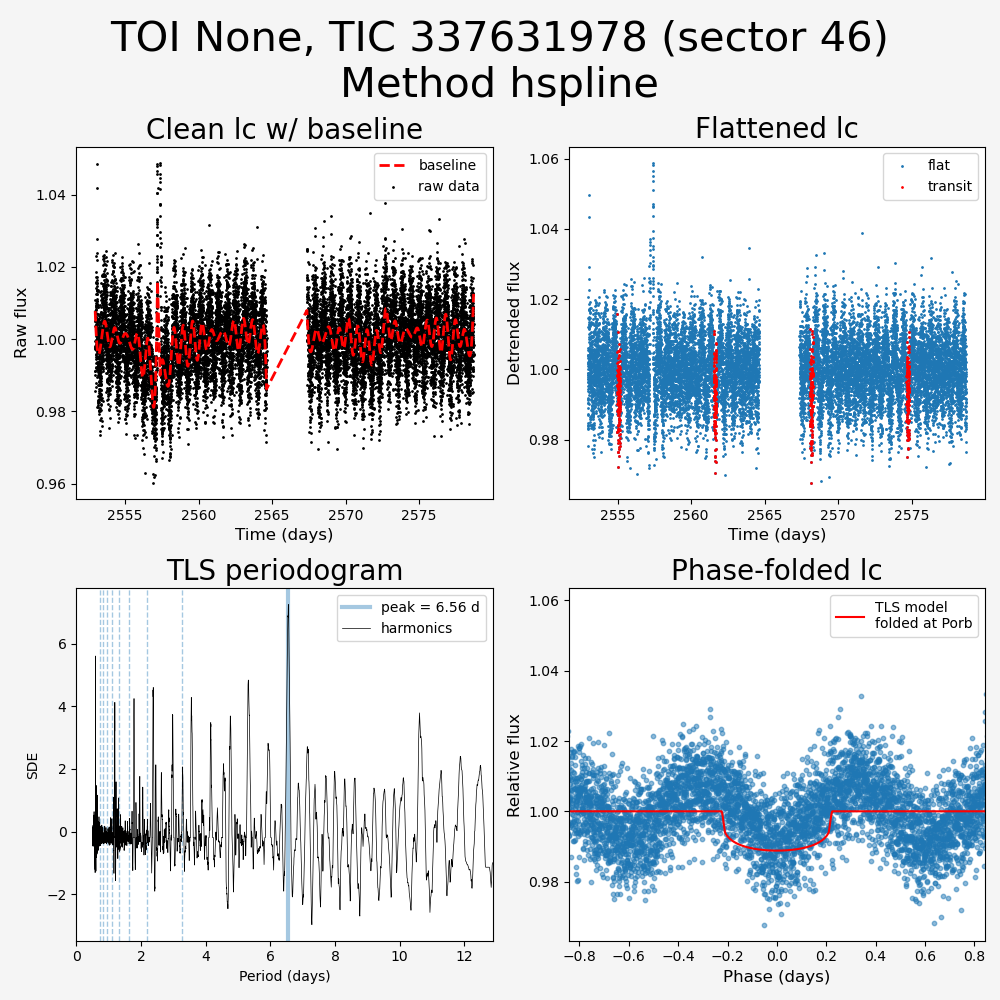 TOI None, TIC 337631978 (sector 46)
Method hspline
Clean lc w/ baseline
Flattened lc
baseline
raw data
flat
transit
1.04
1.02
1.00
0.98
0.96
Raw flux
2555
2560
2565
2570
2575
Time (days)
1.06
1.04
1.02
1.00
0.98
Detrended flux
2555
2560
2565
2570
2575
Time (days)
TLS periodogram
Phase-folded lc
peak = 6.56 d
harmonics
6
4
2
0
−2
SDE
0
2
4
6
8
10
12
Period (days)
TLS model
folded at Porb
1.06
1.04
1.02
1.00
0.98
Relative flux
−0.8
−0.6
−0.4
−0.2
0.0
0.2
0.4
0.6
0.8
Phase (days)